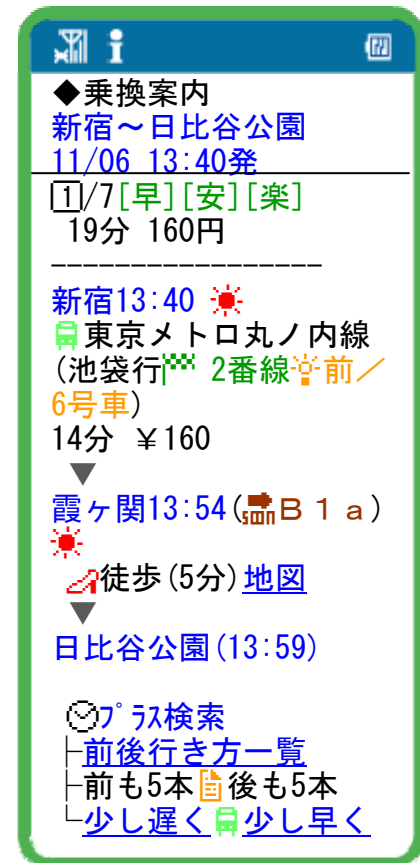 ◆乗換案内
新宿～日比谷公園
11/06 13:40発
1/7[早][安][楽]
19分 160円
-----------------
新宿13:40
東京メトロ丸ノ内線
(池袋行 2番線 前／
6号車)
14分 ￥160
▼
霞ヶ関13:54(B１a)
徒歩(5分)地図
▼
日比谷公園(13:59)
ﾌﾟﾗｽ検索
├前後行き方一覧
├前も5本 後も5本
└少し遅く 少し早く